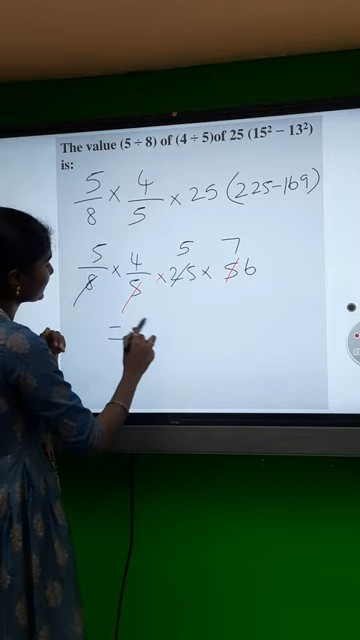 The value (5 ÷ 8) of (4 ÷ 5)of 25 (15² − 13²)
is:
5/8 × 4/5 × 25 (225-169)
5 7
5/8 × 4/5 × 25 × 56
=